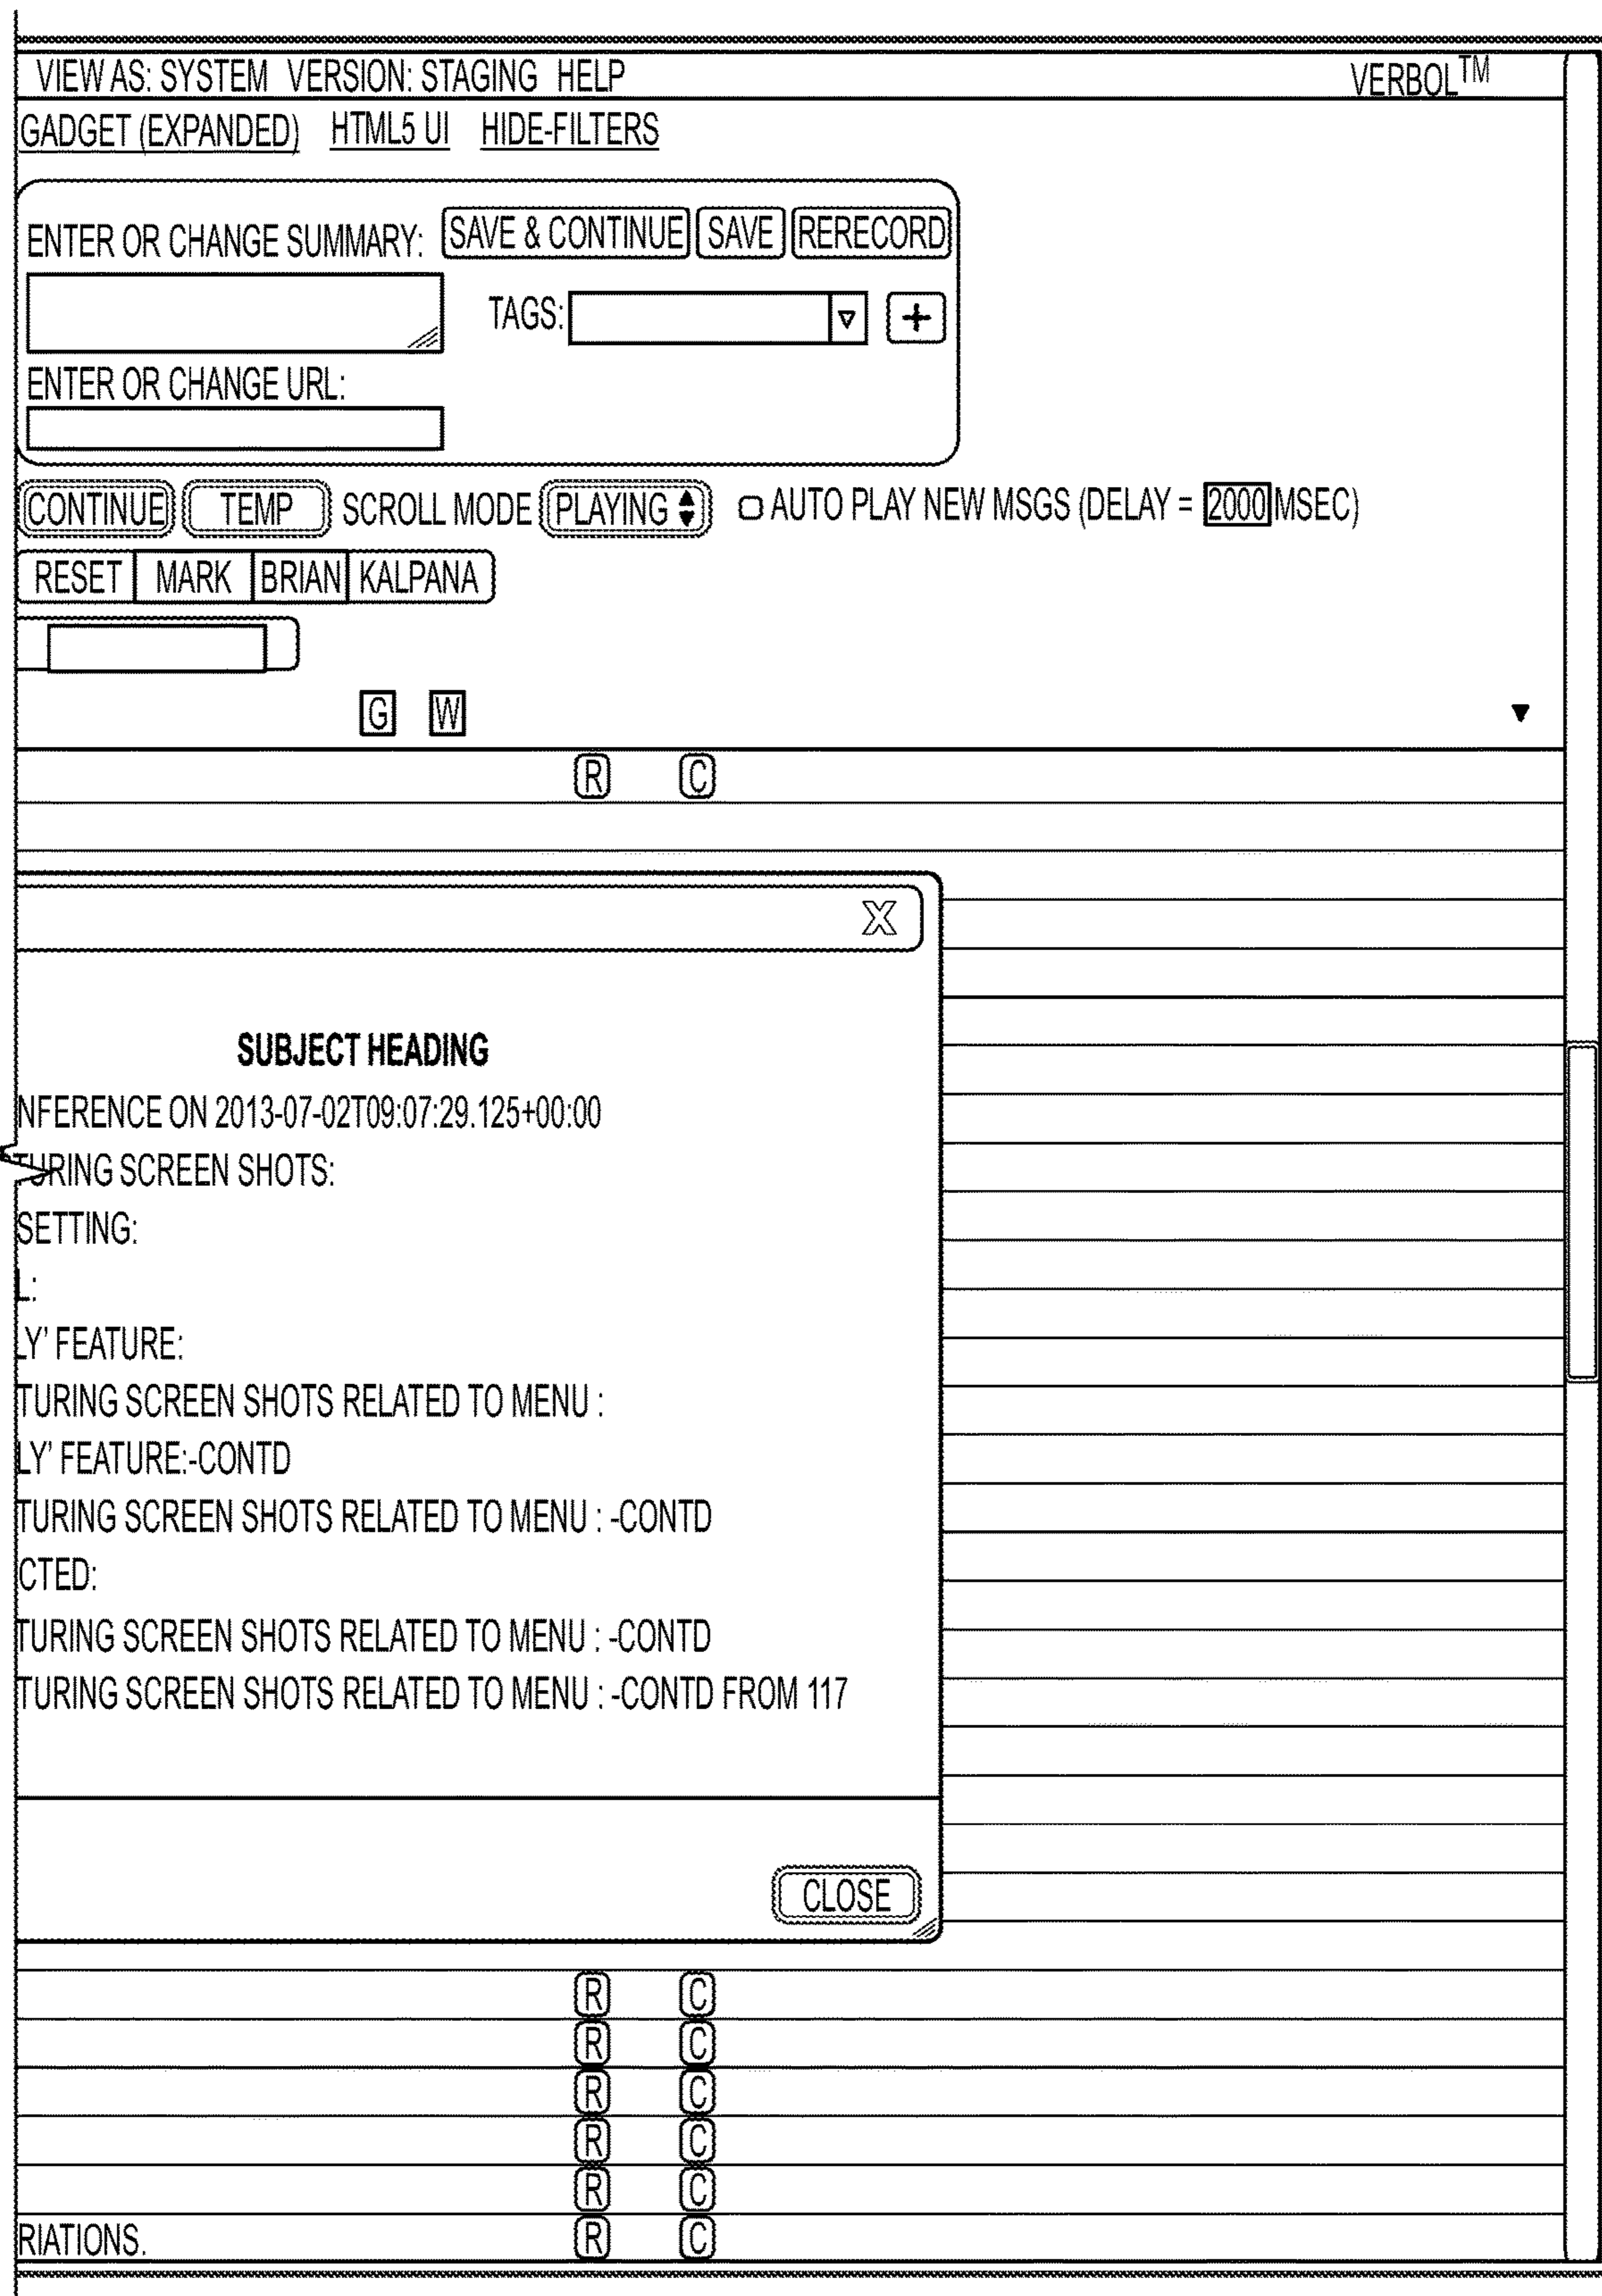 VIEW AS: SYSTEM VERSION: STAGING HELP VERBOL™
GADGET (EXPANDED) HTML5 UI HIDE-FILTERS
ENTER OR CHANGE SUMMARY: SAVE & CONTINUE SAVE RERECORD
TAGS: +
ENTER OR CHANGE URL:
CONTINUE TEMP SCROLL MODE PLAYING AUTO PLAY NEW MSGS (DELAY = 2000 MSEC)
RESET MARK BRIAN KALPANA
G W
R C
X
SUBJECT HEADING
NFERENCE ON 2013-07-02T09:07:29.125+00:00
TURING SCREEN SHOTS:
SETTING:
L:
LY' FEATURE:
TURING SCREEN SHOTS RELATED TO MENU :
LY' FEATURE:-CONTD
TURING SCREEN SHOTS RELATED TO MENU : -CONTD
CTED:
TURING SCREEN SHOTS RELATED TO MENU : -CONTD
TURING SCREEN SHOTS RELATED TO MENU : -CONTD FROM 117
CLOSE
R C
R C
R C
R C
R C
RIATIONS. R C